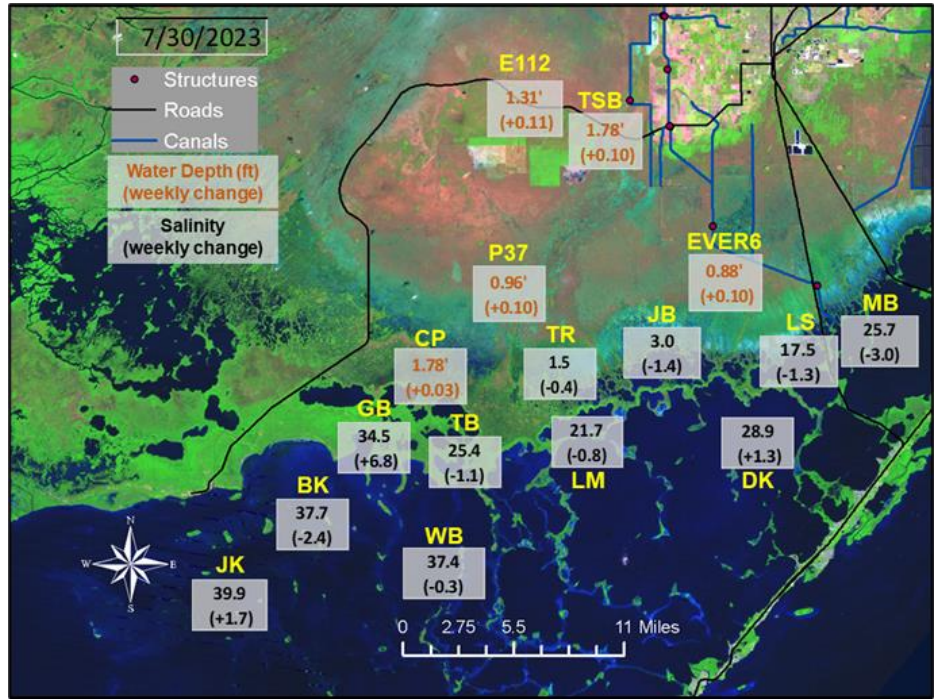 7/30/2023
Structures
Roads
Canals
Water Depth (ft)
(weekly change)
Salinity
(weekly change)
E112
1.31'
(+0.11)
TSB
1.78'
(+0.10)
P37
0.96'
(+0.10)
EVER6
0.88'
(+0.10)
CP
1.78'
(+0.03)
TR
1.5
(-0.4)
JB
3.0
(-1.4)
LS
17.5
(-1.3)
MB
25.7
(-3.0)
GB
34.5
(+6.8)
TB
25.4
(-1.1)
21.7
(-0.8)
LM
28.9
(+1.3)
DK
BK
37.7
(-2.4)
WB
37.4
(-0.3)
JK
39.9
(+1.7)
N
W E
S
0 2.75 5.5 11 Miles